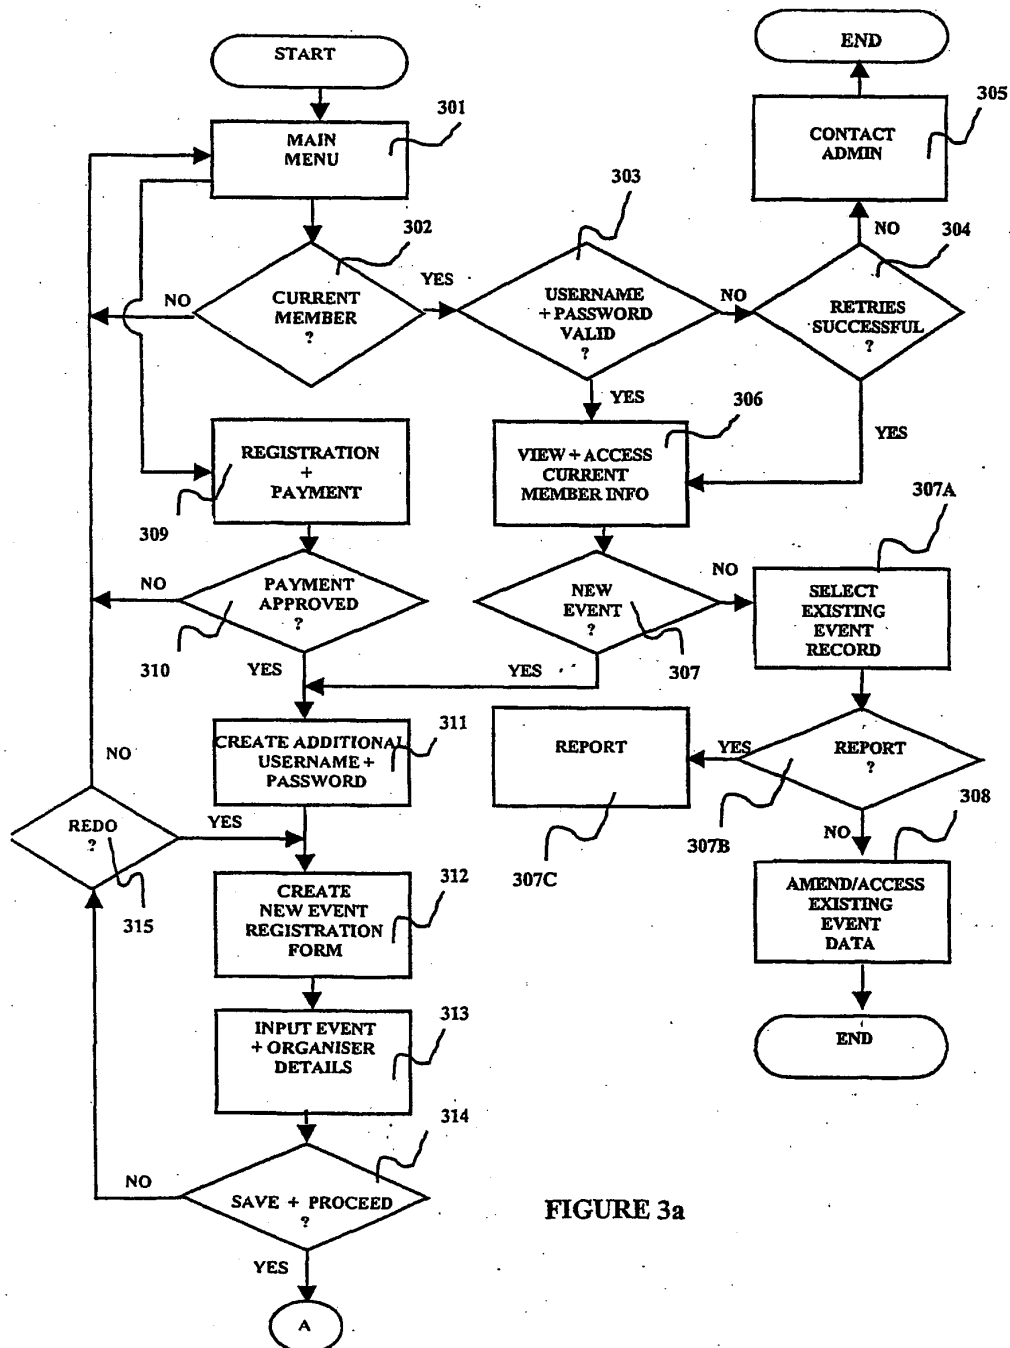 START
END
301
305
MAIN
MENU
CONTACT
ADMIN
303
302
NO
304
YES
NO
CURRENT
MEMBER
?
USERNAME
+ PASSWORD
VALID
?
NO
RETRIES
SUCCESSFUL
?
YES
306
YES
REGISTRATION
+
PAYMENT
VIEW + ACCESS
CURRENT
MEMBER INFO
307A
309
NO
PAYMENT
APPROVED
?
NEW
EVENT
?
NO
SELECT
EXISTING
EVENT
RECORD
310
YES
YES
307
311
CREATE ADDITIONAL
USERNAME +
PASSWORD
REPORT
YES
REPORT
?
NO
308
REDO
?
YES
307B
NO
307C
312
315
CREATE
NEW EVENT
REGISTRATION
FORM
AMEND/ACCESS
EXISTING
EVENT
DATA
313
INPUT EVENT
+ ORGANISER
DETAILS
END
314
NO
SAVE + PROCEED
?
FIGURE 3a
YES
A